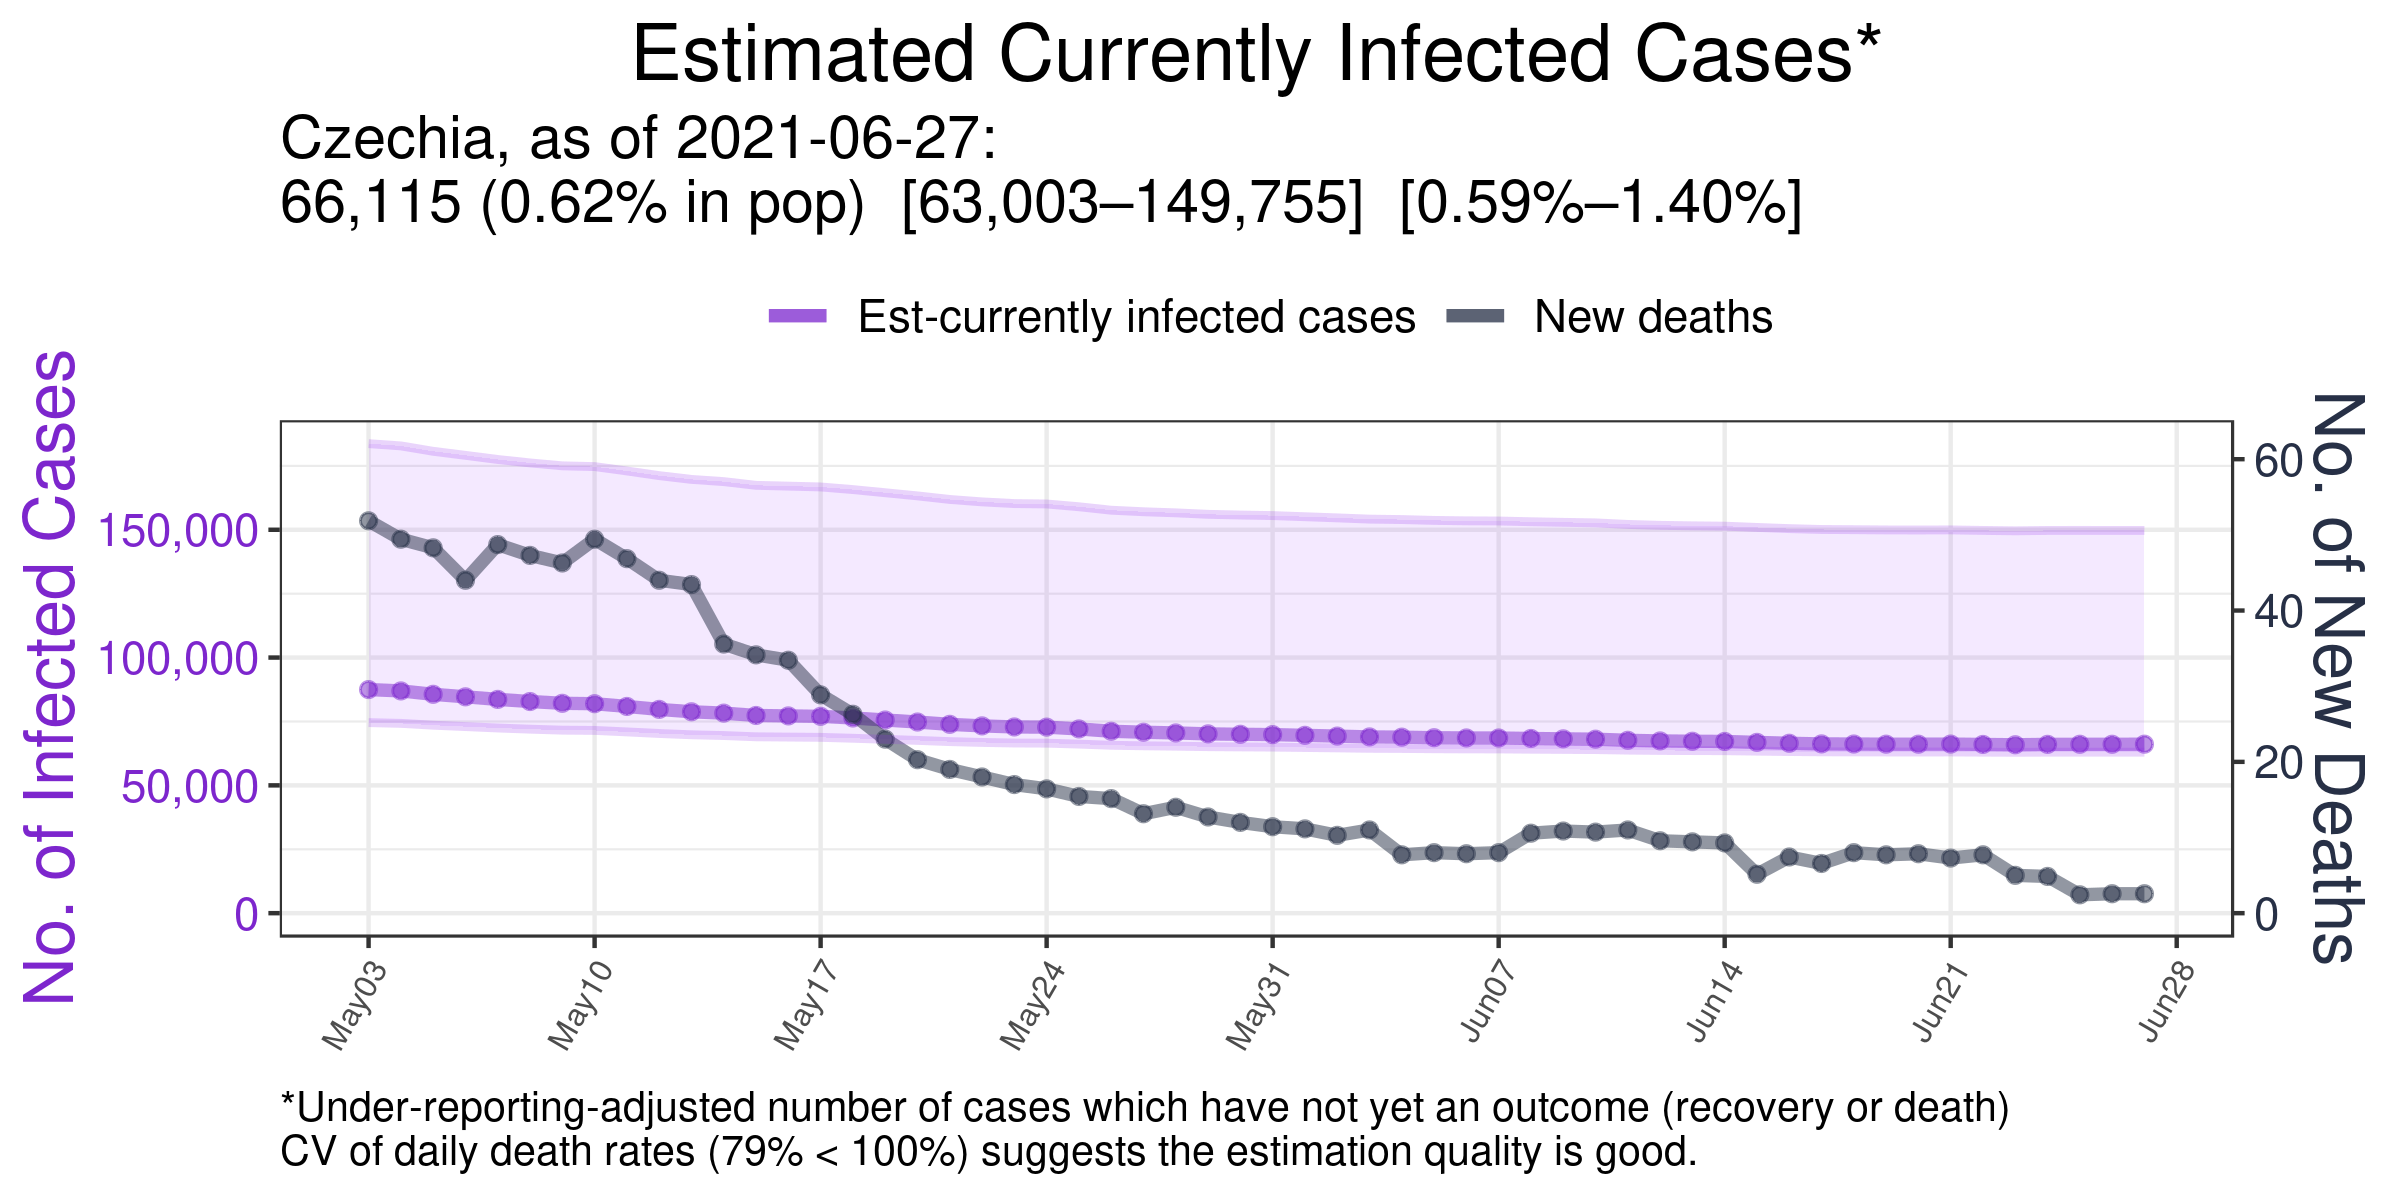 Estimated Currently Infected Cases*
Czechia, as of 2021-06-27:
66,115 (0.62% in pop)  [63,003–149,755]  [0.59%–1.40%]
Est-currently infected cases
New deaths
No. of Infected Cases
150,000
100,000
50,000
0
60
40
20
0
No. of New Deaths
May03
May10
May17
May24
May31
Jun07
Jun14
Jun21
Jun28
*Under-reporting-adjusted number of cases which have not yet an outcome (recovery or death)
CV of daily death rates (79% < 100%) suggests the estimation quality is good.